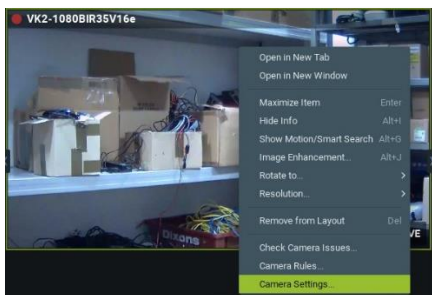 VK2-1080BIR35V16e
Open in New Tab
Open in New Window
Maximize Item Enter
Hide Info Alt+I
Show Motion/Smart Search Alt+G
Image Enhancement... Alt+J
Rotate to...
Resolution...
Remove from Layout Del
Dixons
VE
Check Camera Issues...
Camera Rules...
Camera Settings...